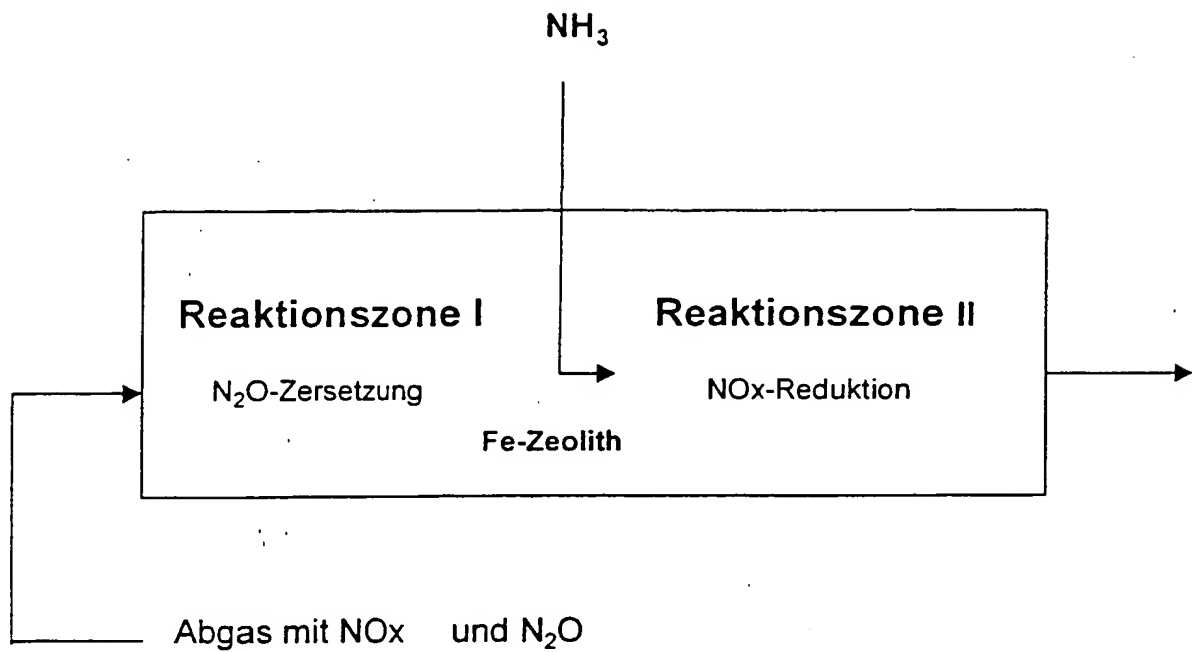 NH₃
Reaktionszone I
Reaktionszone II
N₂O-Zersetzung
NOx-Reduktion
Fe-Zeolith
Abgas mit NOx und N₂O